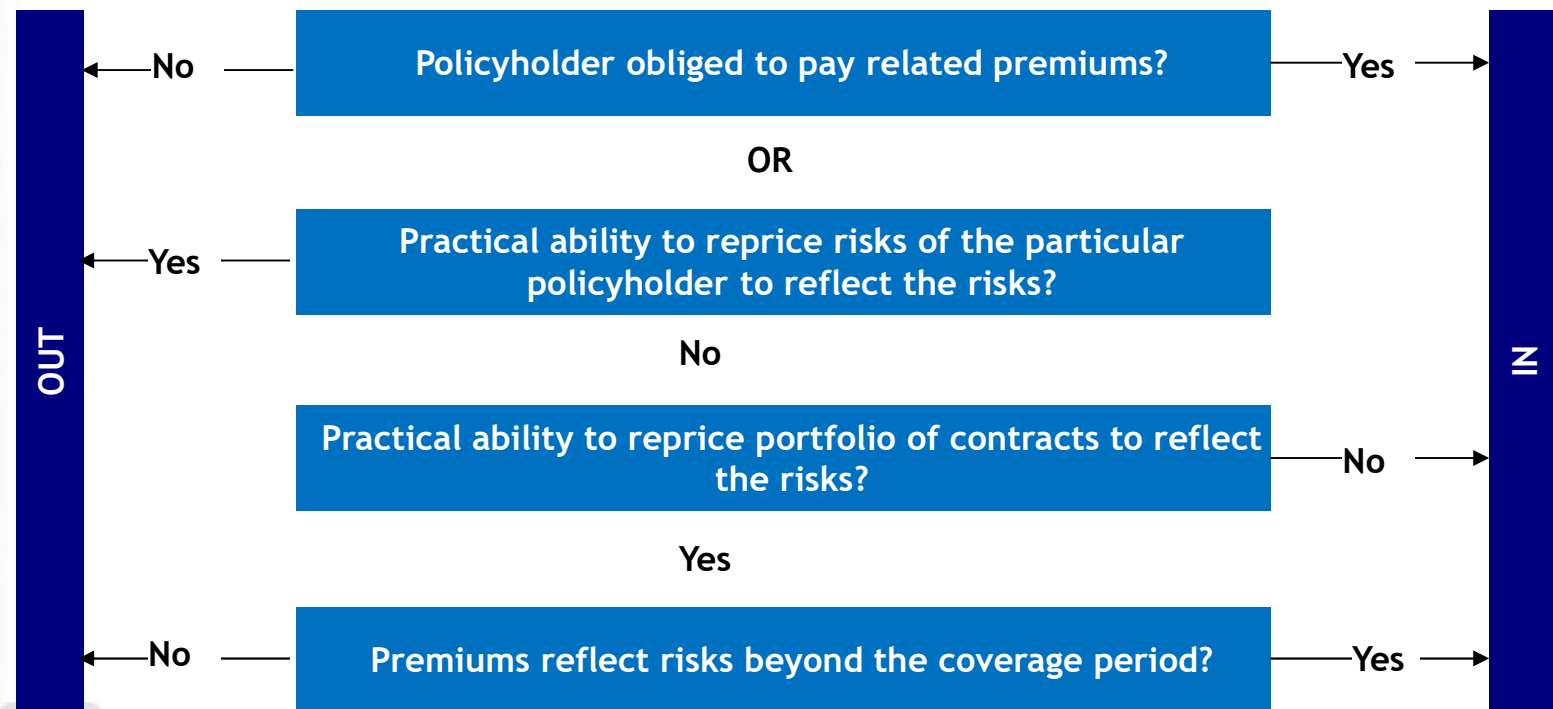 No
Policyholder obliged to pay related premiums?
Yes
OR
Yes
Practical ability to reprice risks of the particular
policyholder to reflect the risks?
No
OUT
IN
Practical ability to reprice portfolio of contracts to reflect
the risks?
No
Yes
No
Premiums reflect risks beyond the coverage period?
Yes